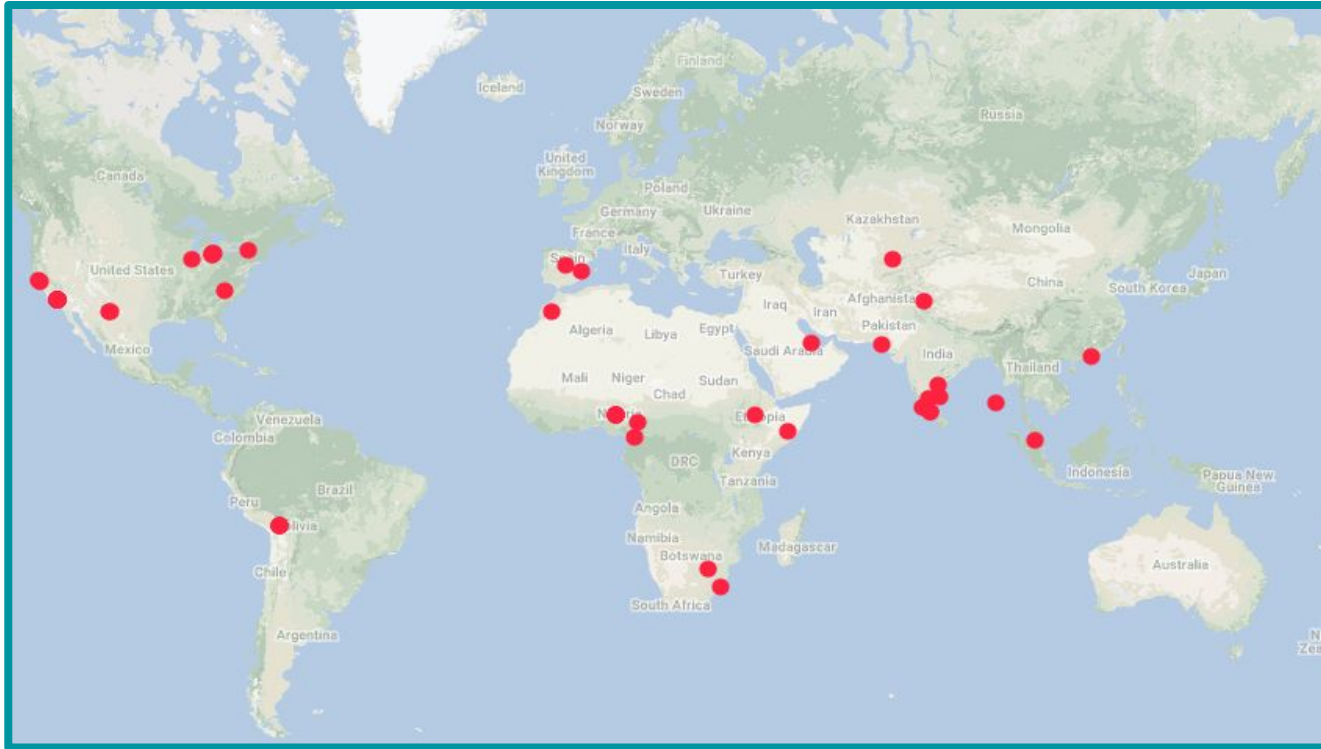 Finland
Iceland
Sweden
Russia
Norway
United
Kingdom
Canada
Poland
Germany
Ukraine
Kazakhstan
France
Mongolia
Italy
Spain
United States
Turkey
China
Japan
South Korea
Iraq
Iran
Algeria
Libya
Egypt
Pakistan
Mexico
Saudi Arabia
India
Thailand
Mali
Niger
Chad
Sudan
Venezuela
Ethiopia
Colombia
Kenya
DRC
Indonesia
Papua New
Guinea
Tanzania
Brazil
Peru
Angola
Namibia
Madagascar
Botswana
Chile
Australia
South Africa
Argentina